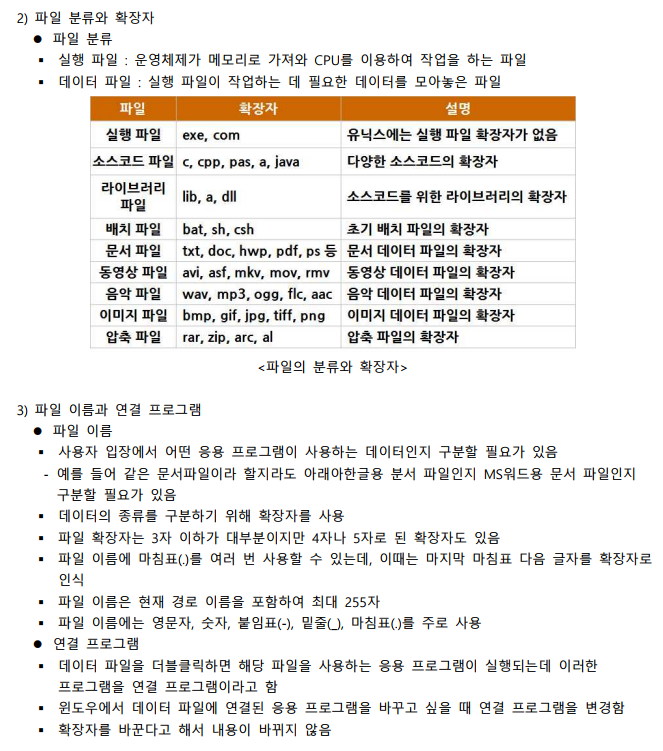 2) 파일 분류와 확장자
● 파일 분류
▪ 실행 파일 : 운영체제가 메모리로 가져와 CPU를 이용하여 작업을 하는 파일
▪ 데이터 파일 : 실행 파일이 작업하는 데 필요한 데이터를 모아놓은 파일
파일 확장자 설명
실행 파일 exe, com 유닉스에는 실행 파일 확장자가 없음
소스코드 파일 c, cpp, pas, a, java 다양한 소스코드의 확장자
라이브러리
파일 lib, a, dll 소스코드를 위한 라이브러리의 확장자
배치 파일 bat, sh, csh 초기 배치 파일의 확장자
문서 파일 txt, doc, hwp, pdf, ps 등 문서 데이터 파일의 확장자
동영상 파일 avi, asf, mkv, mov, rmv 동영상 데이터 파일의 확장자
음악 파일 wav, mp3, ogg, flc, aac 음악 데이터 파일의 확장자
이미지 파일 bmp, gif, jpg, tiff, png 이미지 데이터 파일의 확장자
압축 파일 rar, zip, arc, al 압축 파일의 확장자
<파일의 분류와 확장자>
3) 파일 이름과 연결 프로그램
● 파일 이름
▪ 사용자 입장에서 어떤 응용 프로그램이 사용하는 데이터인지 구분할 필요가 있음
- 예를 들어 같은 문서파일이라 할지라도 아래아한글용 분서 파일인지 MS워드용 문서 파일인지
구분할 필요가 있음
▪ 데이터의 종류를 구분하기 위해 확장자를 사용
▪ 파일 확장자는 3자 이하가 대부분이지만 4자나 5자로 된 확장자도 있음
▪ 파일 이름에 마침표(.)를 여러 번 사용할 수 있는데, 이때는 마지막 마침표 다음 글자를 확장자로
인식
▪ 파일 이름은 현재 경로 이름을 포함하여 최대 255자
▪ 파일 이름에는 영문자, 숫자, 붙임표(-), 밑줄(_), 마침표(.)를 주로 사용
● 연결 프로그램
▪ 데이터 파일을 더블클릭하면 해당 파일을 사용하는 응용 프로그램이 실행되는데 이러한
프로그램을 연결 프로그램이라고 함
▪ 윈도우에서 데이터 파일에 연결된 응용 프로그램을 바꾸고 싶을 때 연결 프로그램을 변경함
▪ 확장자를 바꾼다고 해서 내용이 바뀌지 않음